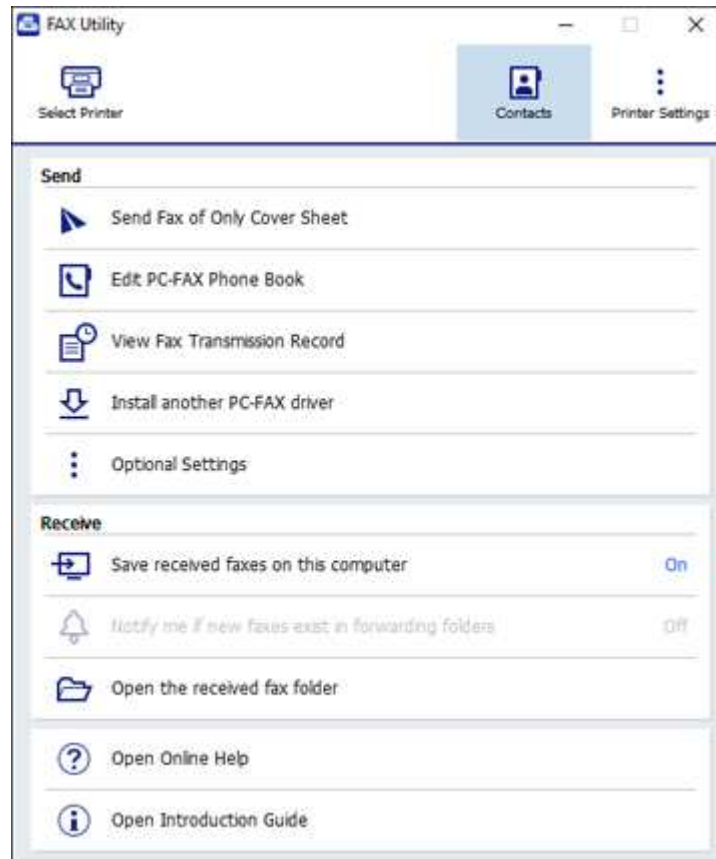 FAX Utility
Select Printer
Contacts
Printer Settings
Send
Send Fax of Only Cover Sheet
Edit PC-FAX Phone Book
View Fax Transmission Record
Install another PC-FAX driver
Optional Settings
Receive
Save received faxes on this computer On
Notify me if new faxes exist in forwarding folders Off
Open the received fax folder
Open Online Help
Open Introduction Guide